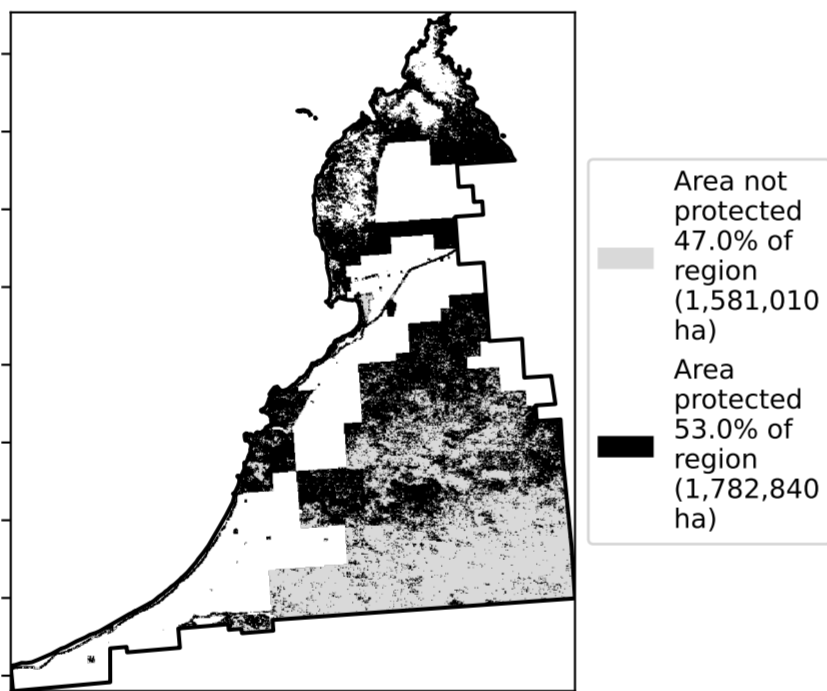 Area not
protected
47.0% of
region
(1,581,010
ha)
Area
protected
53.0% of
region
(1,782,840
ha)